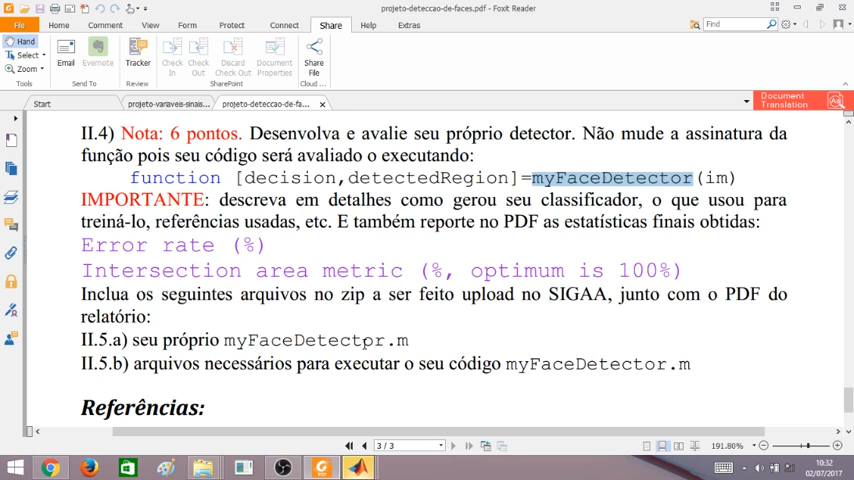 projeto-deteccao-de-faces.pdf - Foxit Reader
File Home Comment View Form Protect Connect Share Help Extras
Find
Hand
Select
Zoom
Tools
Email Evernote
Send To
Tracker
Review
Check In
Check Out
Discard Check Out
Document Properties
SharePoint
Share File
Cloud ...
Start projeto-variaveis-sinais... projeto-deteccao-de-fa...
Document Translation
II.4) Nota: 6 pontos. Desenvolva e avalie seu próprio detector. Não mude a assinatura da
função pois seu código será avaliado o executando:
function [decision,detectedRegion]=myFaceDetector(im)
IMPORTANTE: descreva em detalhes como gerou seu classificador, o que usou para
treiná-lo, referências usadas, etc. E também reporte no PDF as estatísticas finais obtidas:
Error rate (%)
Intersection area metric (%, optimum is 100%)
Inclua os seguintes arquivos no zip a ser feito upload no SIGAA, junto com o PDF do
relatório:
II.5.a) seu próprio myFaceDetector.m
II.5.b) arquivos necessários para executar o seu código myFaceDetector.m
Referências:
3 / 3
191.80%
10:32
02/07/2017